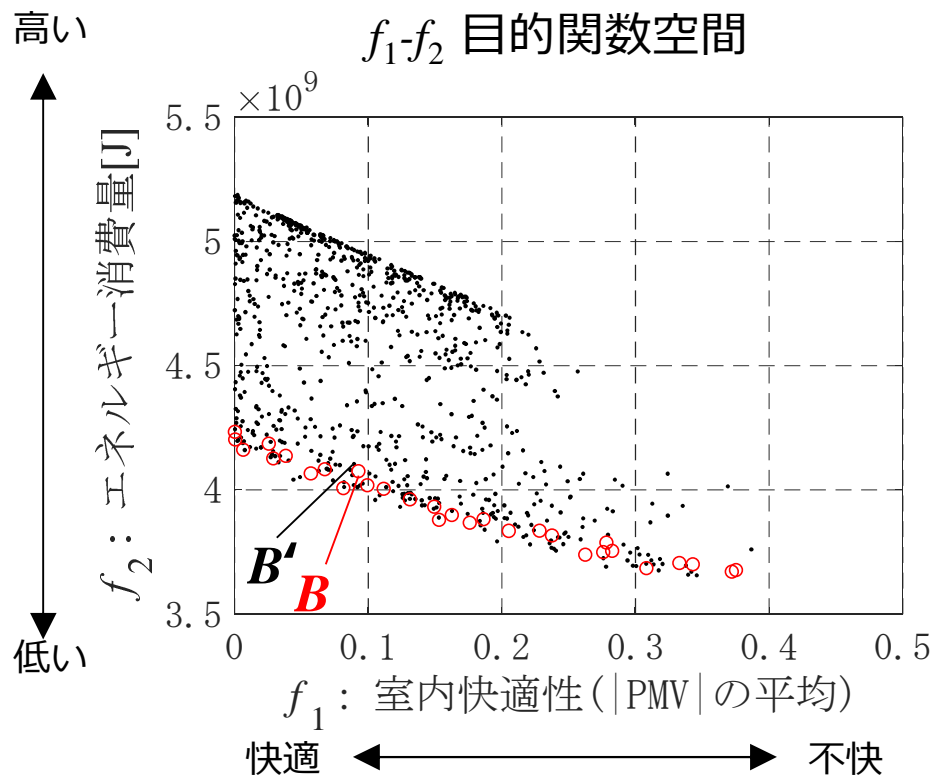 高い
f1-f2 目的関数空間
×10^9
5.5
5
4.5
4
3.5
f2: エネルギー消費量[J]
B'
B
低い
0 0.1 0.2 0.3 0.4 0.5
f1: 室内快適性(|PMV|の平均)
快適 不快